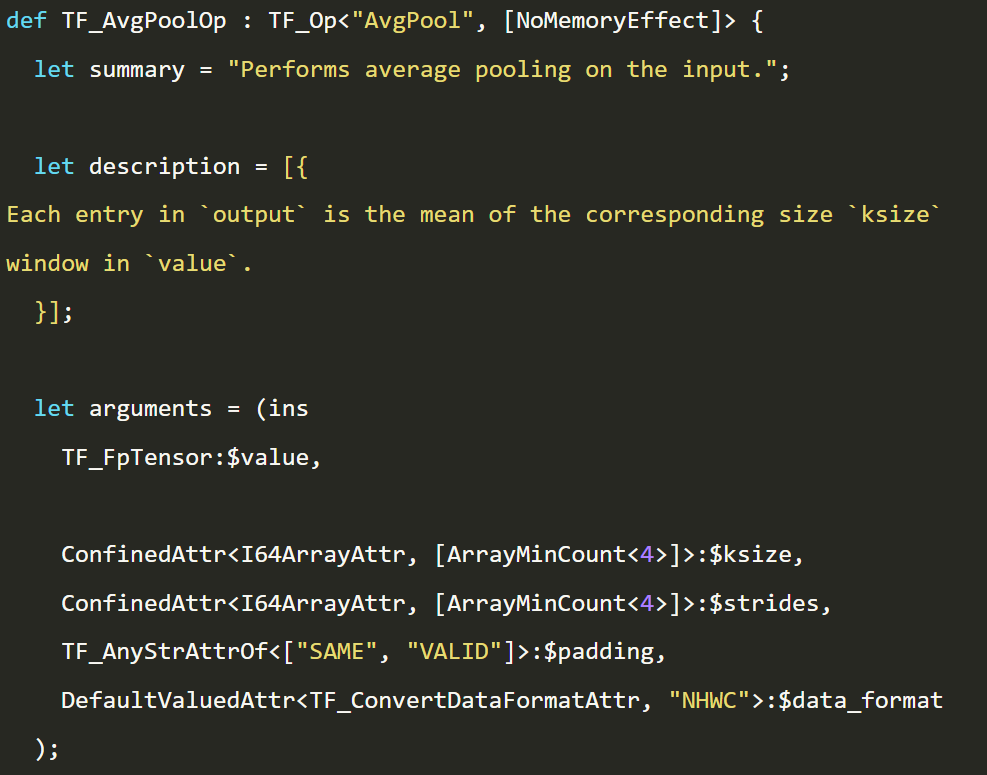 def TF_AvgPoolOp : TF_Op<"AvgPool", [NoMemoryEffect]> {
  let summary = "Performs average pooling on the input.";
  let description = [{
Each entry in `output` is the mean of the corresponding size `ksize`
window in `value`.
  }];
  let arguments = (ins
    TF_FpTensor:$value,
    ConfinedAttr<I64ArrayAttr, [ArrayMinCount<4>]>:$ksize,
    ConfinedAttr<I64ArrayAttr, [ArrayMinCount<4>]>:$strides,
    TF_AnyStrAttrOf<["SAME", "VALID"]>:$padding,
    DefaultValuedAttr<TF_ConvertDataFormatAttr, "NHWC">:$data_format
  );